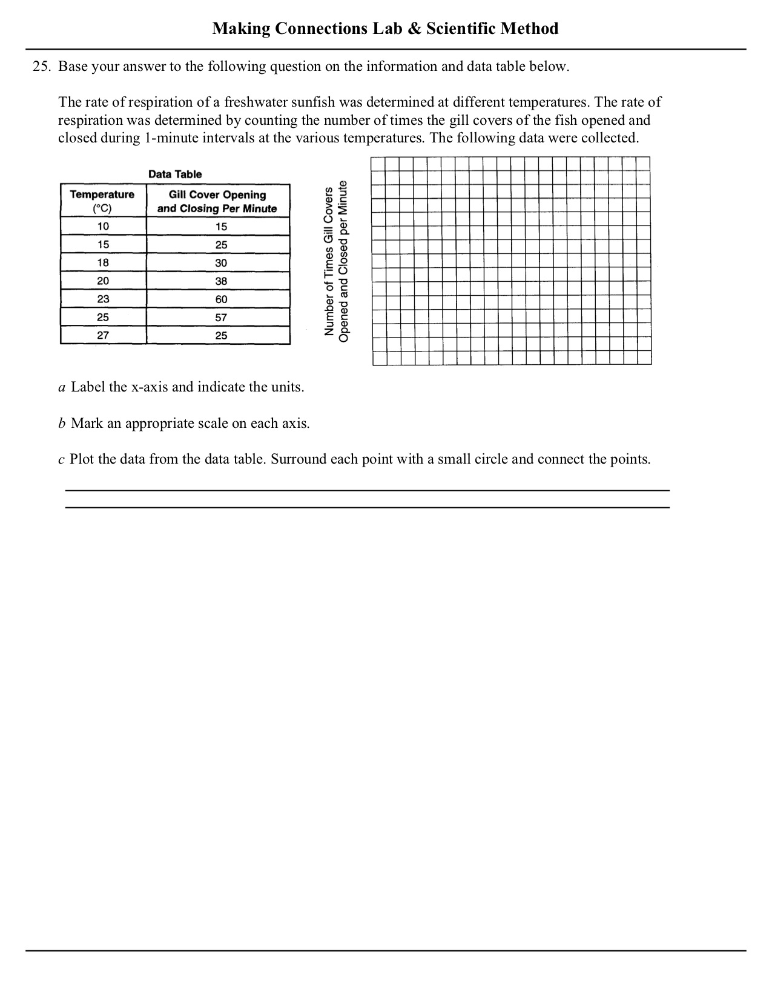 Making Connections Lab & Scientific Method
25. Base your answer to the following question on the information and data table below.
The rate of respiration of a freshwater sunfish was determined at different temperatures. The rate of
respiration was determined by counting the number of times the gill covers of the fish opened and
closed during 1-minute intervals at the various temperatures. The following data were collected.
Data Table
Temperature (°C) Gill Cover Opening and Closing Per Minute
10 15
15 25
18 30
20 38
23 60
25 57
27 25
Number of Times Gill Covers
Opened and Closed per Minute
a Label the x-axis and indicate the units.
b Mark an appropriate scale on each axis.
c Plot the data from the data table. Surround each point with a small circle and connect the points.